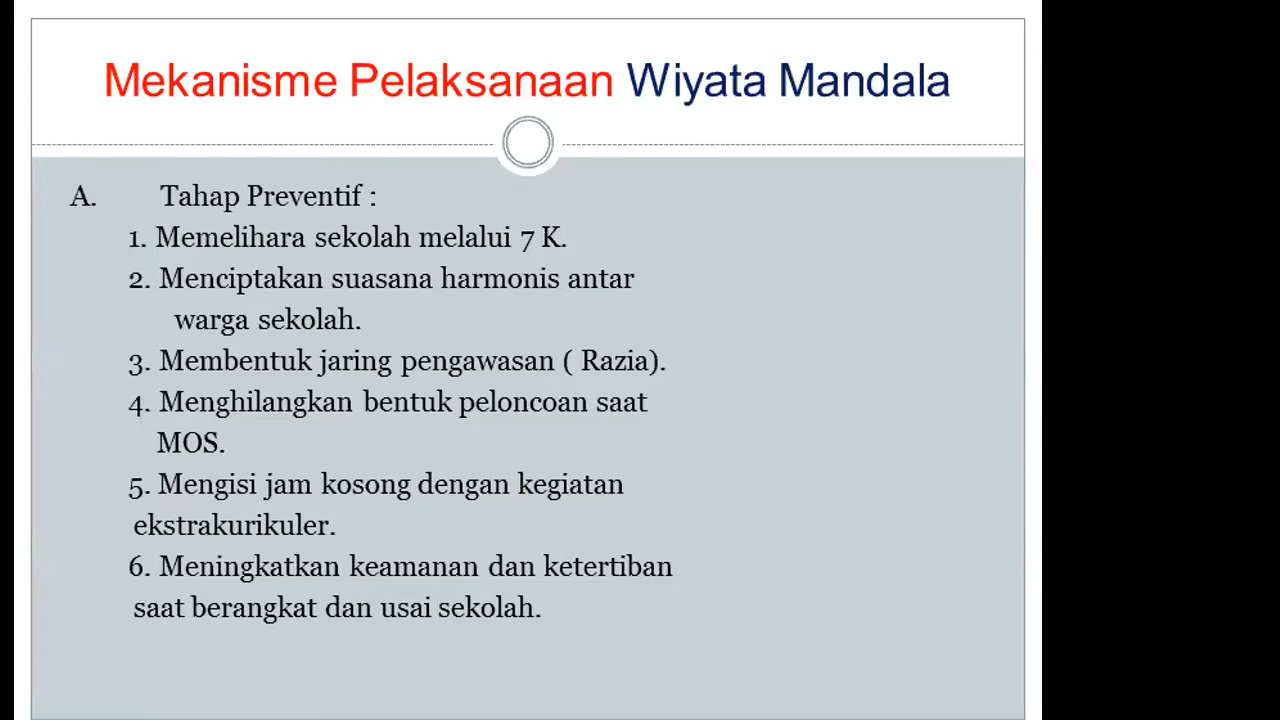 Mekanisme Pelaksanaan Wiyata Mandala
A. Tahap Preventif :
1. Memelihara sekolah melalui 7 K.
2. Menciptakan suasana harmonis antar
warga sekolah.
3. Membentuk jaring pengawasan ( Razia).
4. Menghilangkan bentuk peloncoan saat
MOS.
5. Mengisi jam kosong dengan kegiatan
ekstrakurikuler.
6. Meningkatkan keamanan dan ketertiban
saat berangkat dan usai sekolah.